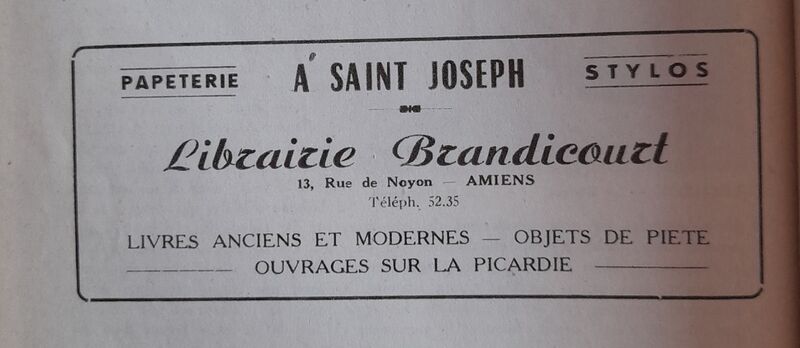 PAPETERIE
A' SAINT JOSEPH
STYLOS
Librairie Brandicourt
13, Rue de Noyon — AMIENS
Téléph. 52.35
LIVRES ANCIENS ET MODERNES — OBJETS DE PIETE
OUVRAGES SUR LA PICARDIE